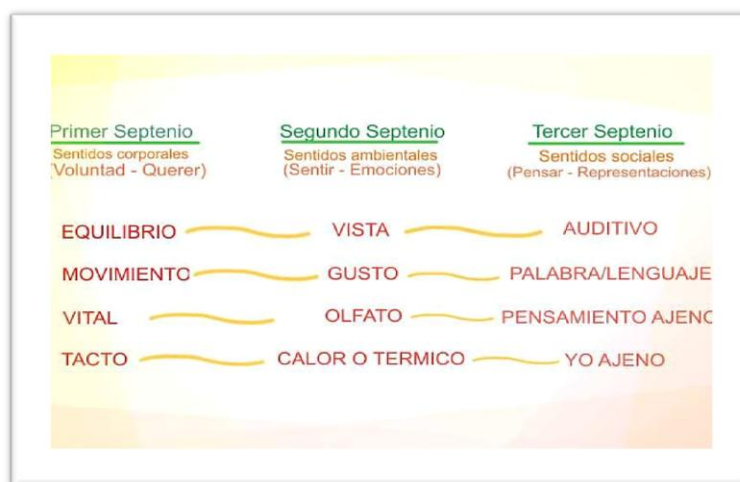 Primer Septenio Segundo Septenio Tercer Septenio
Sentidos corporales Sentidos ambientales Sentidos sociales
(Voluntad - Querer) (Sentir - Emociones) (Pensar - Representaciones)
EQUILIBRIO VISTA AUDITIVO
MOVIMIENTO GUSTO PALABRA/LENGUAJE
VITAL OLFATO PENSAMIENTO AJENO
TACTO CALOR O TERMICO YO AJENO